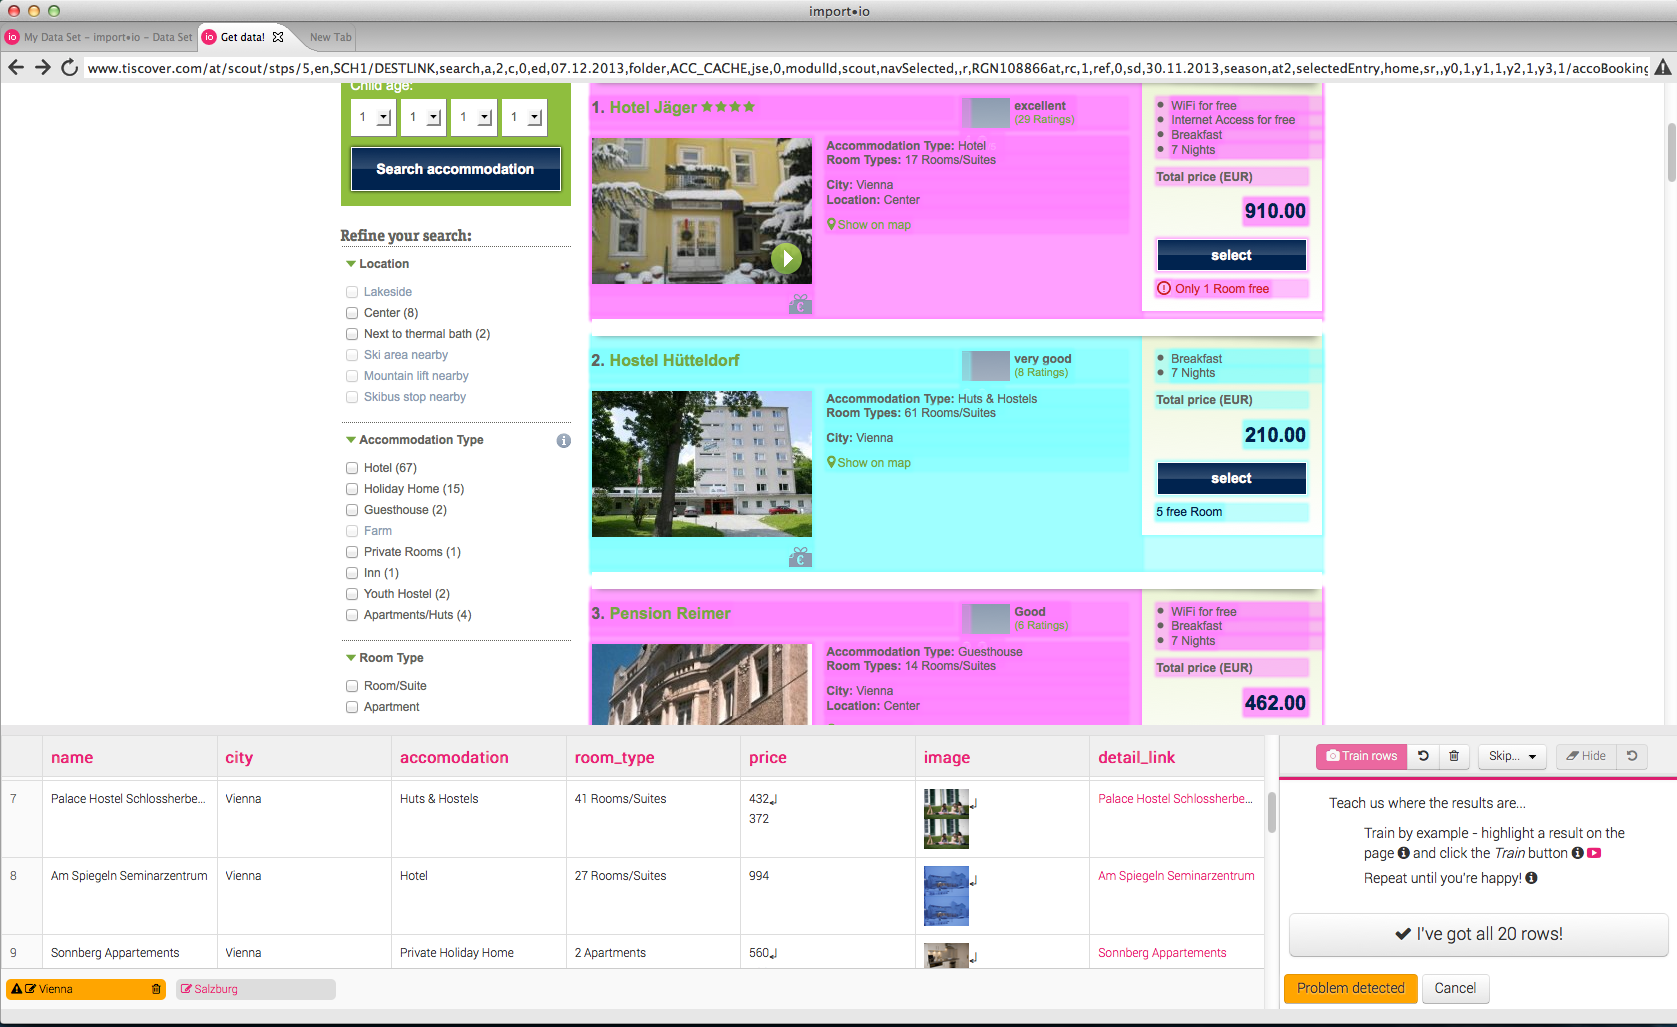 import•io
io My Data Set – import•io – Data Set
io Get data!
New Tab
www.tiscover.com/at/scout/stps/5,en,SCH1/DESTLINK,search,a,2,c,0,ed,07.12.2013,folder,ACC_CACHE,jse,0,modulId,scout,navSelected,,r,RGN108866at,rc,1,ref,0,sd,30.11.2013,season,at2,selectedEntry,home,sr,,y0,1,y1,1,y2,1,y3,1/accoBooking
Child age:
1 1 1 1
Search accommodation
Refine your search:
Location
Lakeside
Center (8)
Next to thermal bath (2)
Ski area nearby
Mountain lift nearby
Skibus stop nearby
Accommodation Type
Hotel (67)
Holiday Home (15)
Guesthouse (2)
Farm
Private Rooms (1)
Inn (1)
Youth Hostel (2)
Apartments/Huts (4)
Room Type
Room/Suite
Apartment
1. Hotel Jäger
excellent
(29 Ratings)
Accommodation Type: Hotel
Room Types: 17 Rooms/Suites
City: Vienna
Location: Center
Show on map
WiFi for free
Internet Access for free
Breakfast
7 Nights
Total price (EUR)
910.00
select
Only 1 Room free
2. Hostel Hütteldorf
very good
(8 Ratings)
Accommodation Type: Huts & Hostels
Room Types: 61 Rooms/Suites
City: Vienna
Show on map
Breakfast
7 Nights
Total price (EUR)
210.00
select
5 free Room
3. Pension Reimer
Good
(6 Ratings)
Accommodation Type: Guesthouse
Room Types: 14 Rooms/Suites
City: Vienna
Location: Center
WiFi for free
Breakfast
7 Nights
Total price (EUR)
462.00
name city accomodation room_type price image detail_link
7 Palace Hostel Schlossherbe... Vienna Huts & Hostels 41 Rooms/Suites 432 Palace Hostel Schlossherbe...
372
8 Am Spiegeln Seminarzentrum Vienna Hotel 27 Rooms/Suites 994 Am Spiegeln Seminarzentrum
9 Sonnberg Appartements Vienna Private Holiday Home 2 Apartments 560 Sonnberg Appartements
Vienna
Salzburg
Train rows
Skip...
Hide
Teach us where the results are...
Train by example - highlight a result on the
page and click the Train button
Repeat until you're happy!
I've got all 20 rows!
Problem detected
Cancel